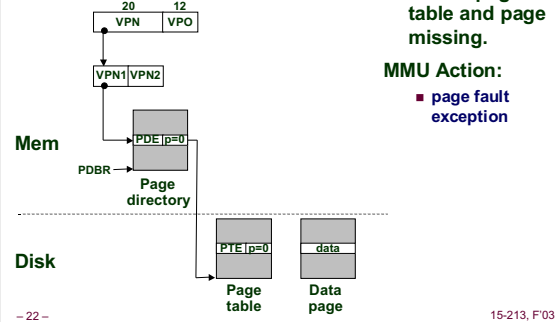 20 12
VPN VPO
table and page
missing.
VPN1 VPN2
MMU Action:
■ page fault
exception
Mem
PDE p=0
PDBR
Page
directory
Disk
PTE p=0 data
Page
table
Data
page
– 22 –
15-213, F'03